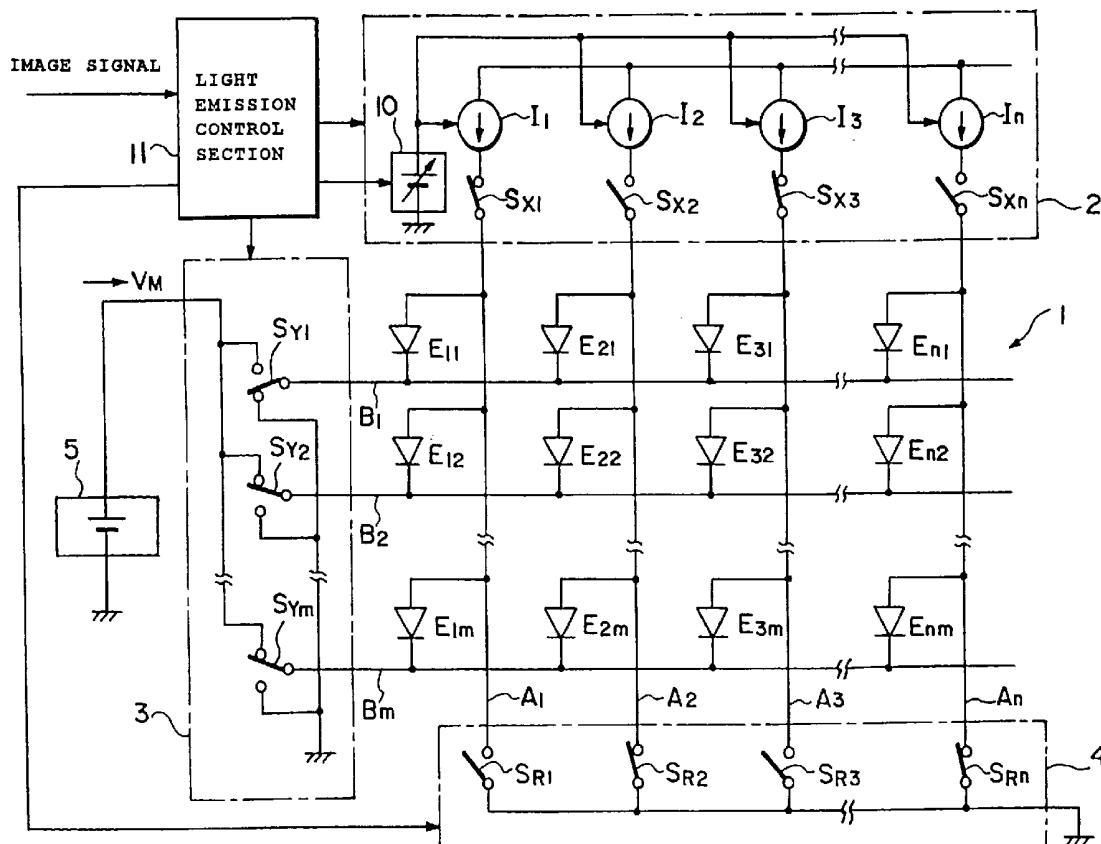 IMAGE SIGNAL
LIGHT
EMISSION
CONTROL
SECTION
11
10
I1 I2 I3 In
SX1 SX2 SX3 SXn
2
VM
1
SY1
E11 E21 E31 En1
B1
5
SY2
E12 E22 E32 En2
B2
SYm
E1m E2m E3m Enm
Bm
3
A1 A2 A3 An
SR1 SR2 SR3 SRn
4